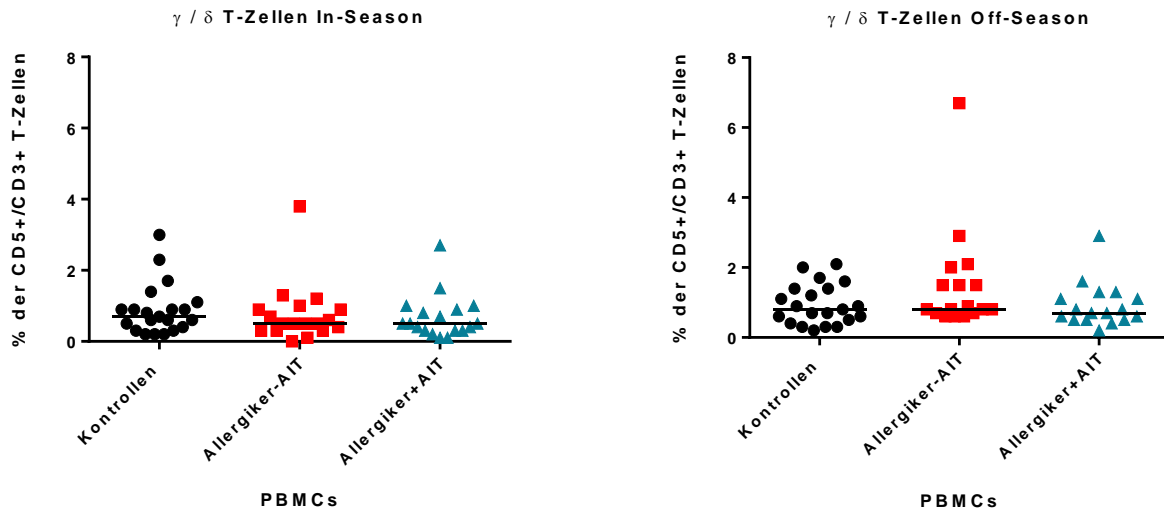 γ / δ T-Zellen In-Season
% der CD5+/CD3+ T-Zellen
8
6
4
2
0
Kontrollen
Allergiker-AIT
Allergiker+AIT
PBMCs
γ / δ T-Zellen Off-Season
% der CD5+/CD3+ T-Zellen
8
6
4
2
0
Kontrollen
Allergiker-AIT
Allergiker+AIT
PBMCs